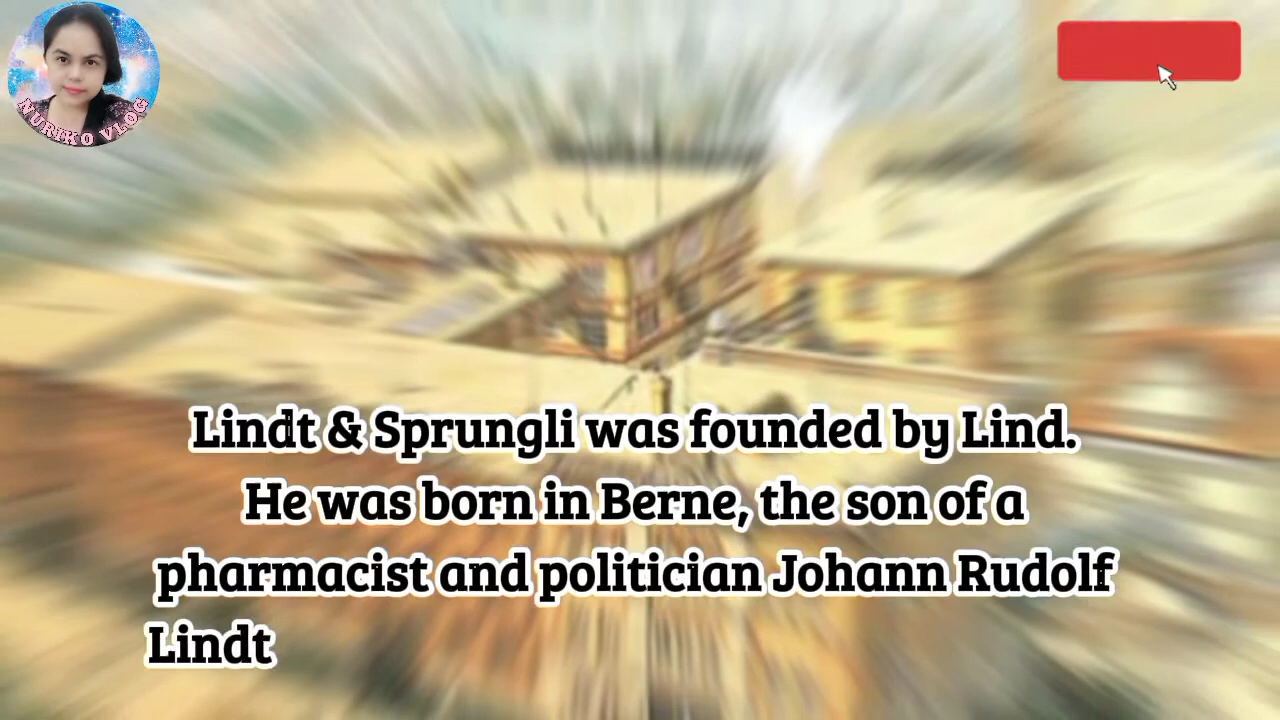 NURIKO VLOG
Lindt & Sprungli was founded by Lind.
He was born in Berne, the son of a
pharmacist and politician Johann Rudolf
Lindt